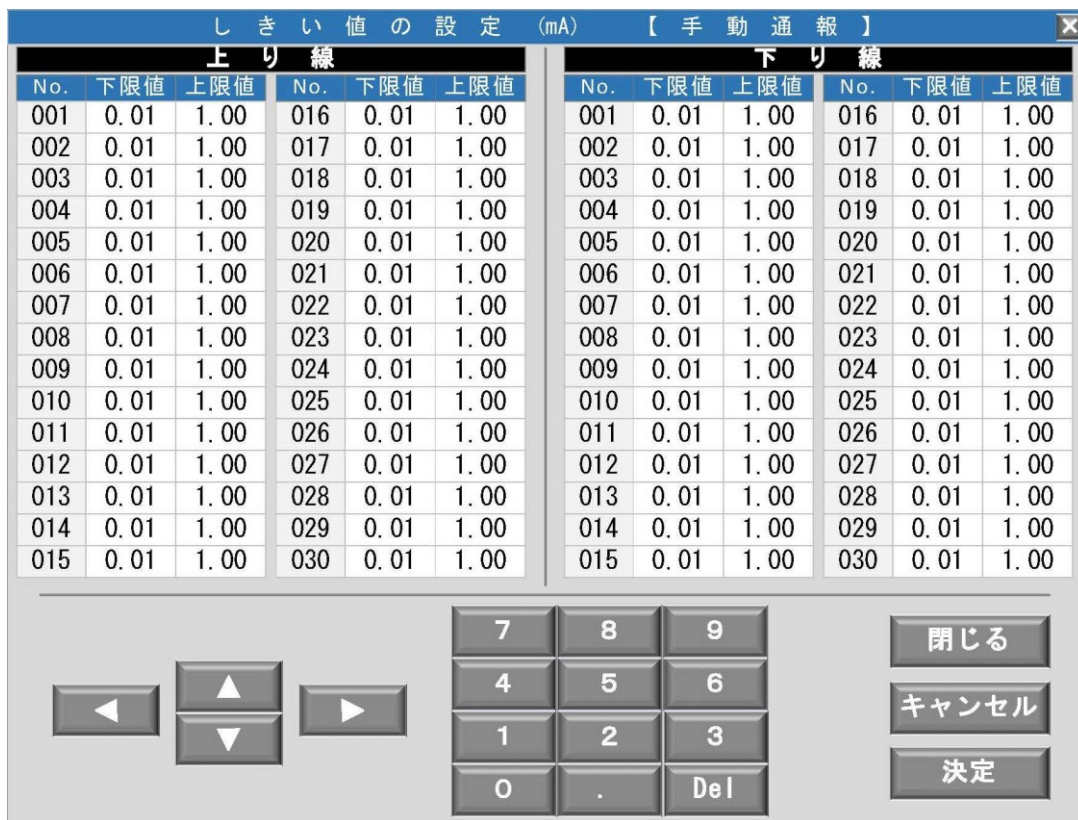 しきい値の設定 (mA) 【手動通報】 X
上り線 下り線
No. 下限値 上限値 No. 下限値 上限値 No. 下限値 上限値 No. 下限値 上限値
001 0.01 1.00 016 0.01 1.00 001 0.01 1.00 016 0.01 1.00
002 0.01 1.00 017 0.01 1.00 002 0.01 1.00 017 0.01 1.00
003 0.01 1.00 018 0.01 1.00 003 0.01 1.00 018 0.01 1.00
004 0.01 1.00 019 0.01 1.00 004 0.01 1.00 019 0.01 1.00
005 0.01 1.00 020 0.01 1.00 005 0.01 1.00 020 0.01 1.00
006 0.01 1.00 021 0.01 1.00 006 0.01 1.00 021 0.01 1.00
007 0.01 1.00 022 0.01 1.00 007 0.01 1.00 022 0.01 1.00
008 0.01 1.00 023 0.01 1.00 008 0.01 1.00 023 0.01 1.00
009 0.01 1.00 024 0.01 1.00 009 0.01 1.00 024 0.01 1.00
010 0.01 1.00 025 0.01 1.00 010 0.01 1.00 025 0.01 1.00
011 0.01 1.00 026 0.01 1.00 011 0.01 1.00 026 0.01 1.00
012 0.01 1.00 027 0.01 1.00 012 0.01 1.00 027 0.01 1.00
013 0.01 1.00 028 0.01 1.00 013 0.01 1.00 028 0.01 1.00
014 0.01 1.00 029 0.01 1.00 014 0.01 1.00 029 0.01 1.00
015 0.01 1.00 030 0.01 1.00 015 0.01 1.00 030 0.01 1.00
7 8 9
4 5 6
1 2 3
0 . Del
閉じる
キャンセル
決定